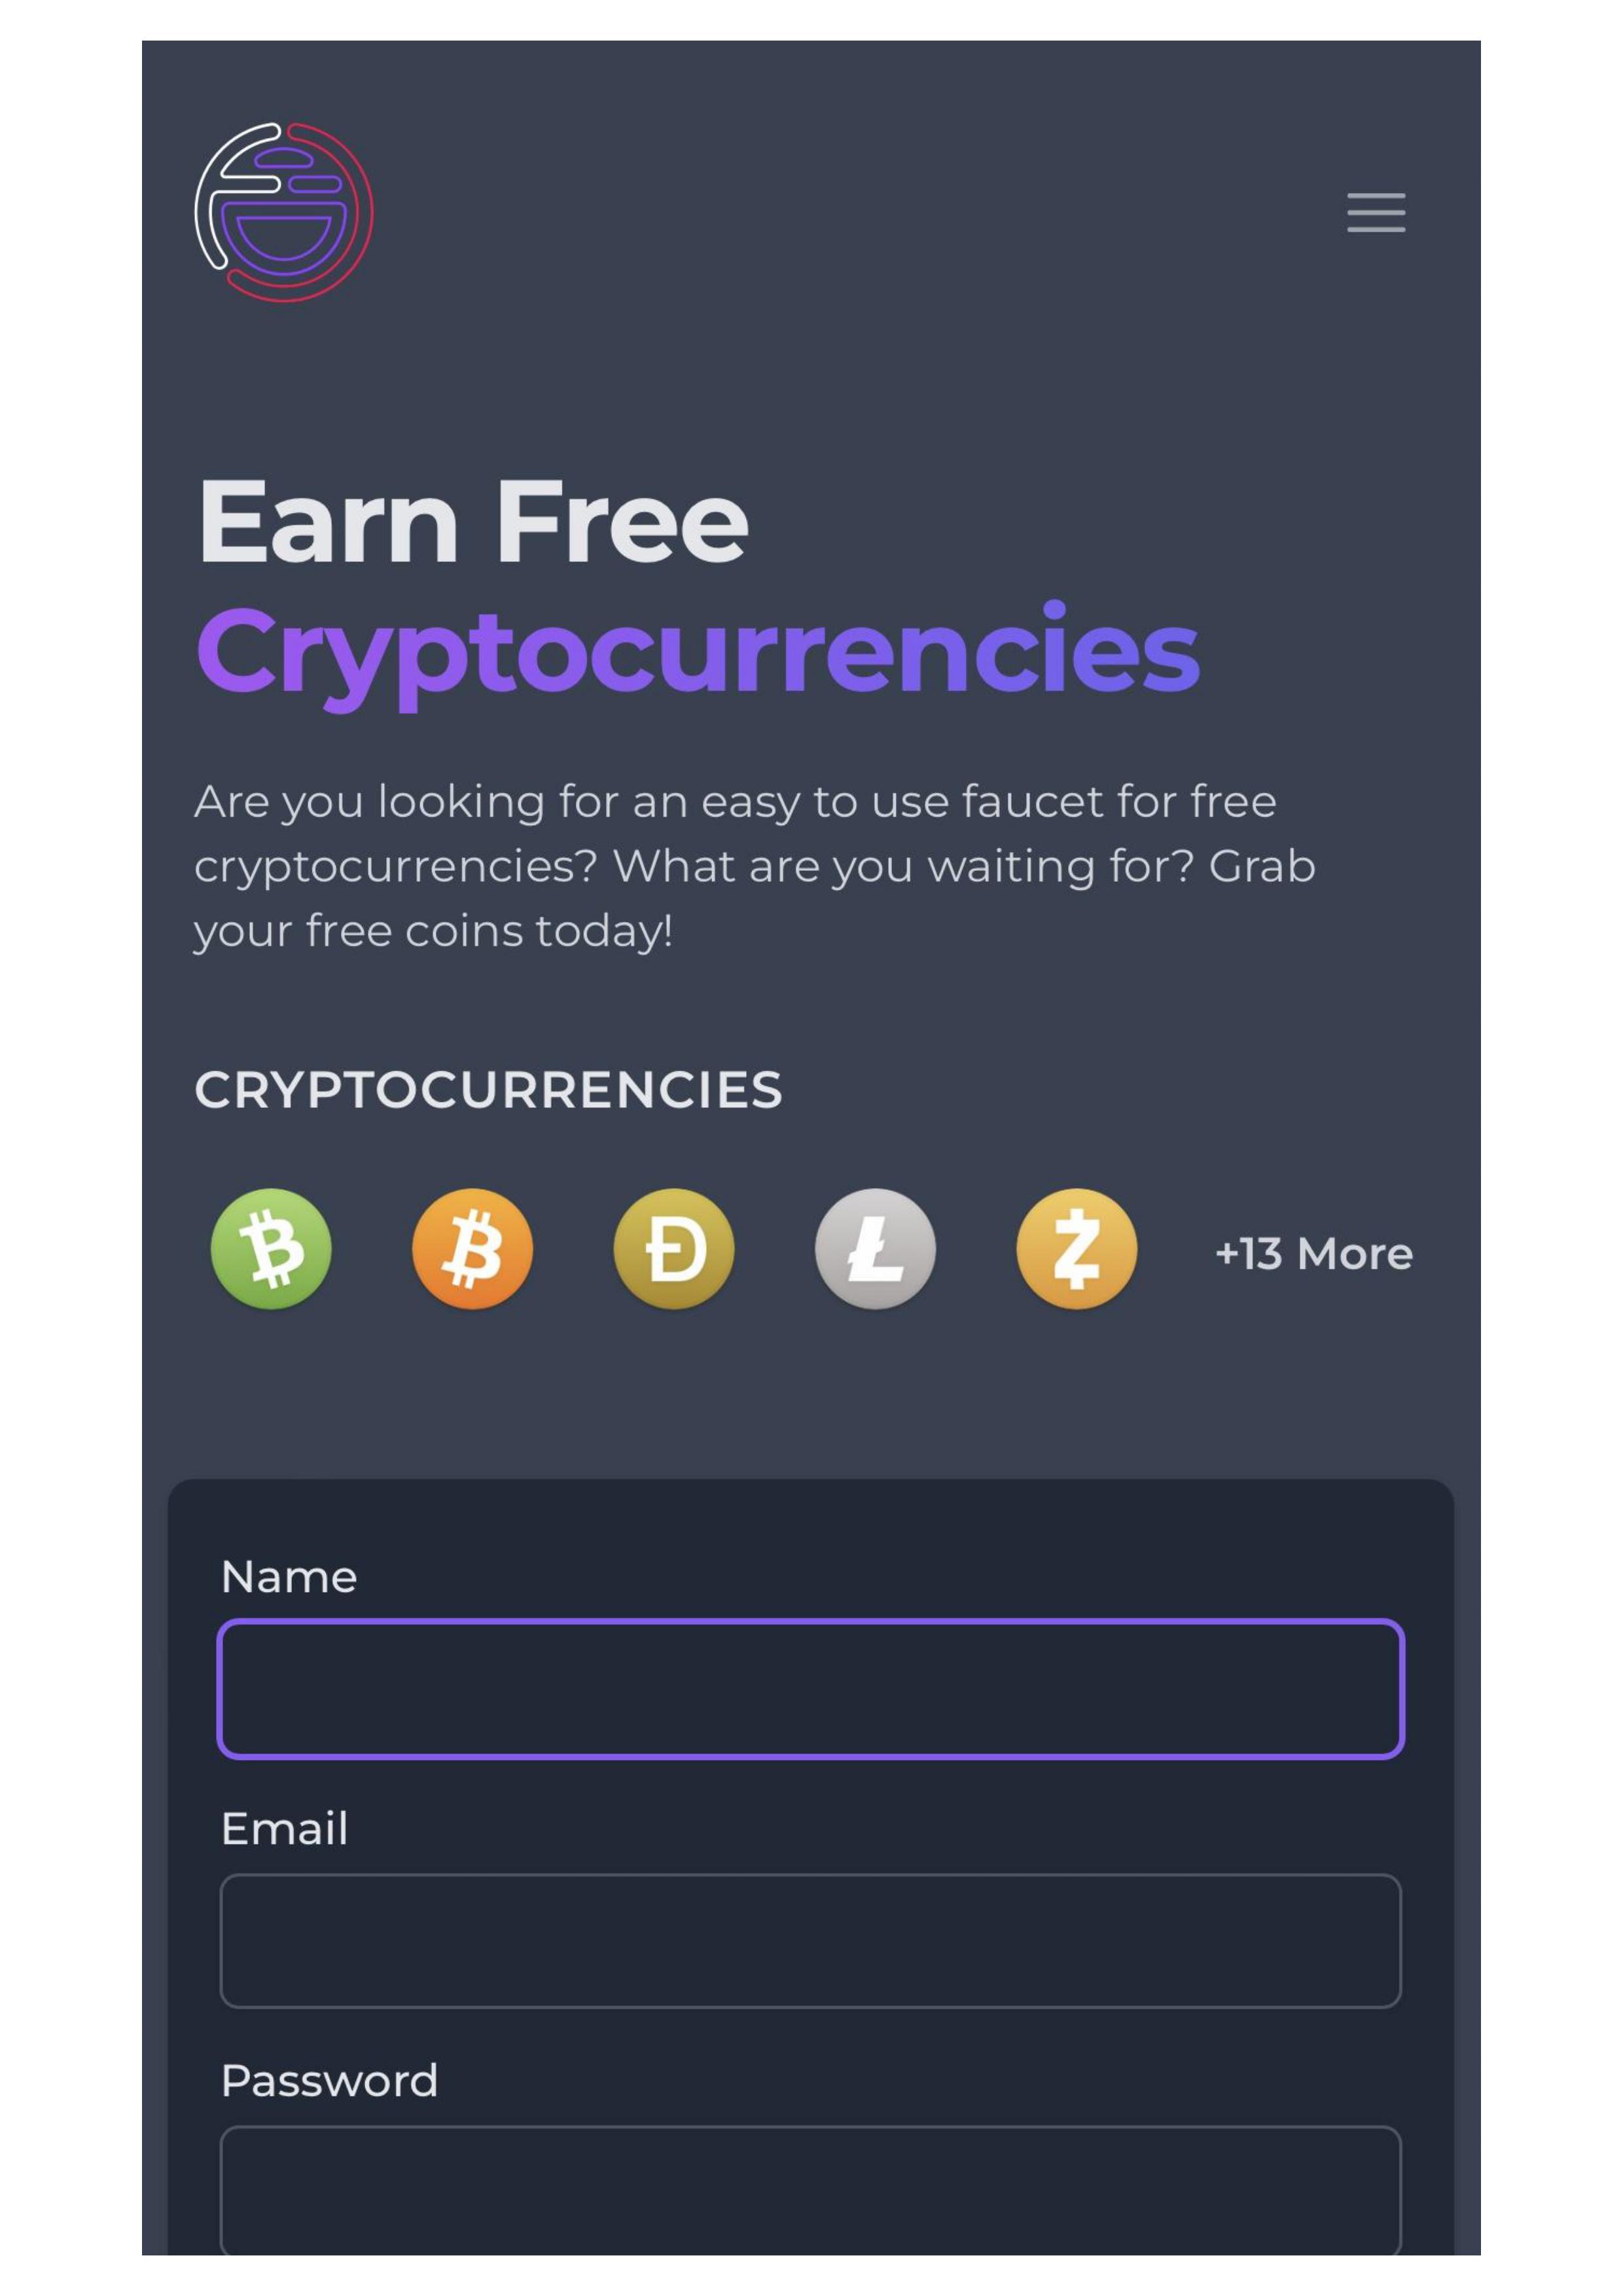 Earn Free
Cryptocurrencies
Are you looking for an easy to use faucet for free
cryptocurrencies? What are you waiting for? Grab
your free coins today!
CRYPTOCURRENCIES
+13 More
Name
Email
Password